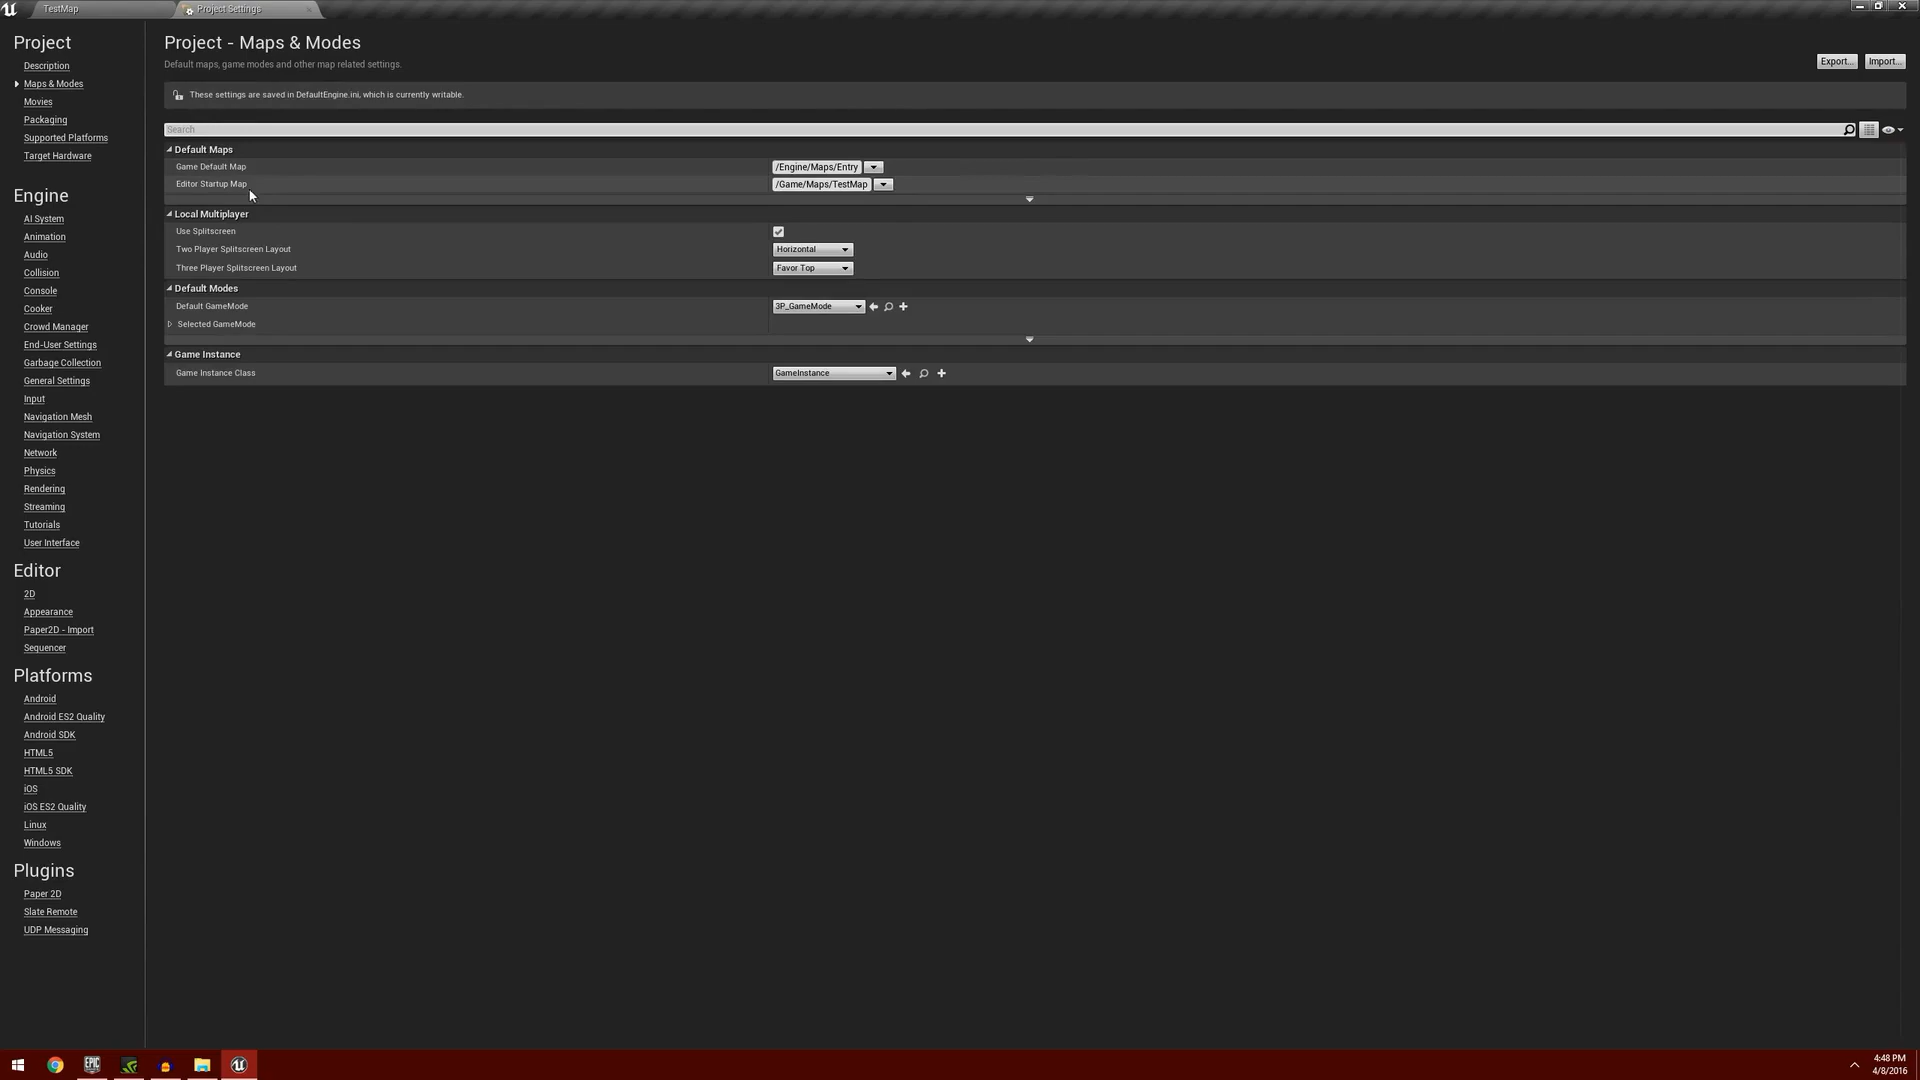 TestMap
Project Settings
Project
Description
Maps & Modes
Movies
Packaging
Supported Platforms
Target Hardware
Engine
AI System
Animation
Audio
Collision
Console
Cooker
Crowd Manager
End-User Settings
Garbage Collection
General Settings
Input
Navigation Mesh
Navigation System
Network
Physics
Rendering
Streaming
Tutorials
User Interface
Editor
2D
Appearance
Paper2D - Import
Sequencer
Platforms
Android
Android ES2 Quality
Android SDK
HTML5
HTML5 SDK
iOS
iOS ES2 Quality
Linux
Windows
Plugins
Paper 2D
Slate Remote
UDP Messaging
Project - Maps & Modes
Default maps, game modes and other map related settings.
Export...
Import...
These settings are saved in DefaultEngine.ini, which is currently writable.
Search
Default Maps
Game Default Map
/Engine/Maps/Entry
Editor Startup Map
/Game/Maps/TestMap
Local Multiplayer
Use Splitscreen
Two Player Splitscreen Layout
Horizontal
Three Player Splitscreen Layout
Favor Top
Default Modes
Default GameMode
3P_GameMode
Selected GameMode
Game Instance
Game Instance Class
GameInstance
EPIC
4:48 PM
4/8/2016